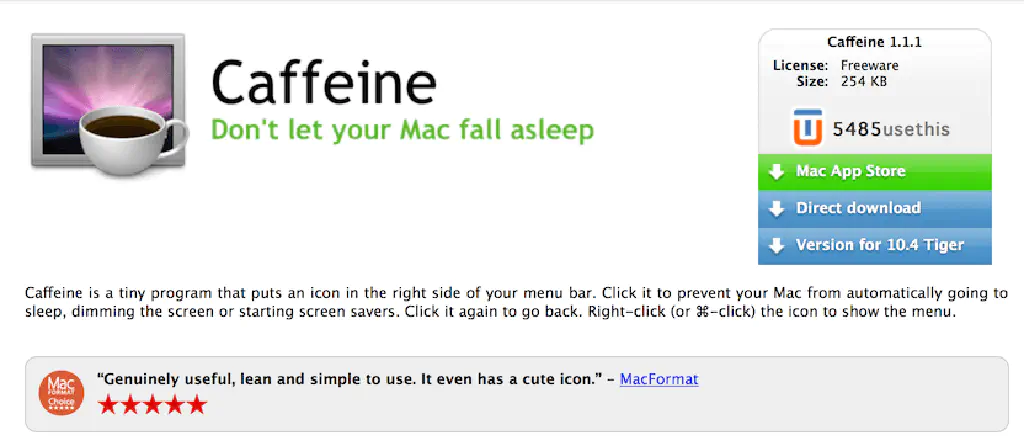 Caffeine
Don't let your Mac fall asleep
Caffeine 1.1.1
License: Freeware
Size: 254 KB
5485usethis
Mac App Store
Direct download
Version for 10.4 Tiger
Caffeine is a tiny program that puts an icon in the right side of your menu bar. Click it to prevent your Mac from automatically going to
sleep, dimming the screen or starting screen savers. Click it again to go back. Right-click (or ⌘-click) the icon to show the menu.
Mac
FORMAT
Choice
“Genuinely useful, lean and simple to use. It even has a cute icon.” – MacFormat